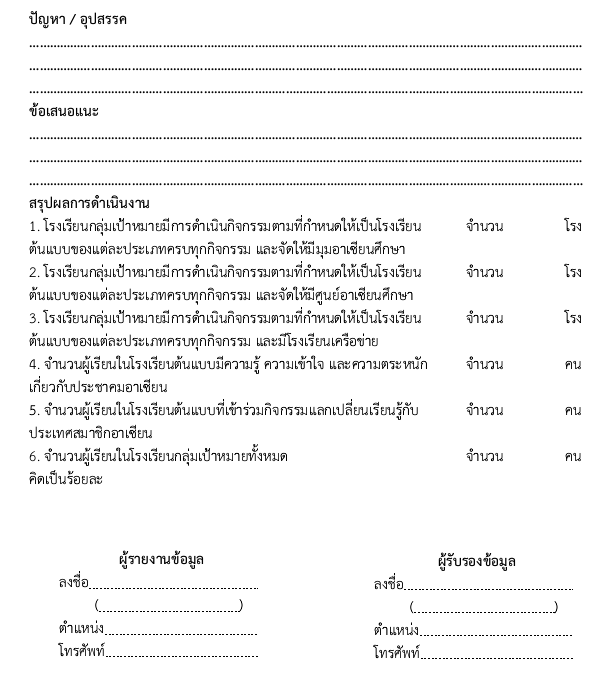 ปัญหา / อุปสรรค
................................................................................
................................................................................
................................................................................
ข้อเสนอแนะ
................................................................................
................................................................................
................................................................................
สรุปผลการดำเนินงาน
1. โรงเรียนกลุ่มเป้าหมายมีการดำเนินกิจกรรมตามที่กำหนดให้เป็นโรงเรียน จำนวน โรง
ต้นแบบของแต่ละประเภทครบทุกกิจกรรม และจัดให้มีมุมอาเซียนศึกษา
2. โรงเรียนกลุ่มเป้าหมายมีการดำเนินกิจกรรมตามที่กำหนดให้เป็นโรงเรียน จำนวน โรง
ต้นแบบของแต่ละประเภทครบทุกกิจกรรม และจัดให้มีศูนย์อาเซียนศึกษา
3. โรงเรียนกลุ่มเป้าหมายมีการดำเนินกิจกรรมตามที่กำหนดให้เป็นโรงเรียน จำนวน โรง
ต้นแบบของแต่ละประเภทครบทุกกิจกรรม และมีโรงเรียนเครือข่าย
4. จำนวนผู้เรียนในโรงเรียนต้นแบบมีความรู้ ความเข้าใจ และความตระหนัก จำนวน คน
เกี่ยวกับประชาคมอาเซียน
5. จำนวนผู้เรียนในโรงเรียนต้นแบบที่เข้าร่วมกิจกรรมแลกเปลี่ยนเรียนรู้กับ จำนวน คน
ประเทศสมาชิกอาเซียน
6. จำนวนผู้เรียนในโรงเรียนกลุ่มเป้าหมายทั้งหมด จำนวน คน
คิดเป็นร้อยละ
ผู้รายงานข้อมูล ผู้รับรองข้อมูล
ลงชื่อ........................................ ลงชื่อ........................................
(........................................) (........................................)
ตำแหน่ง........................................ ตำแหน่ง........................................
โทรศัพท์........................................ โทรศัพท์........................................